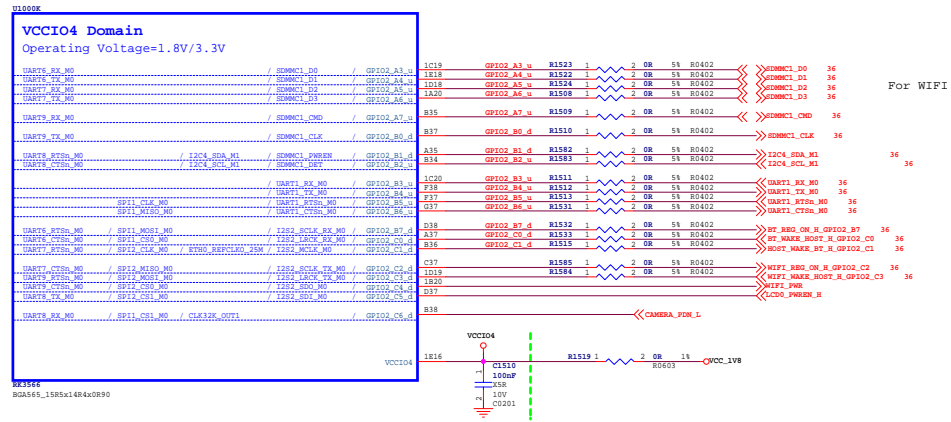 U1000K
VCCIO4 Domain
Operating Voltage=1.8V/3.3V
UART6_RX_M0 / SDMMC1_D0 / GPIO2_A3_u 1C19 GPIO2_A3_u R1523 1 2 0R 5% R0402 SDMMC1_D0 36
UART6_TX_M0 / SDMMC1_D1 / GPIO2_A4_u 1E18 GPIO2_A4_u R1522 1 2 0R 5% R0402 SDMMC1_D1 36
UART7_RX_M0 / SDMMC1_D2 / GPIO2_A5_u 1D18 GPIO2_A5_u R1524 1 2 0R 5% R0402 SDMMC1_D2 36
UART7_TX_M0 / SDMMC1_D3 / GPIO2_A6_u 1A20 GPIO2_A6_u R1508 1 2 0R 5% R0402 SDMMC1_D3 36
For WIFI
UART9_RX_M0 / SDMMC1_CMD / GPIO2_A7_u B35 GPIO2_A7_u R1509 1 2 0R 5% R0402 SDMMC1_CMD 36
UART9_TX_M0 / SDMMC1_CLK / GPIO2_B0_d B37 GPIO2_B0_d R1510 1 2 0R 5% R0402 SDMMC1_CLK 36
UART8_RTSn_M0 / I2C4_SDA_M1 / SDMMC1_PWREN / GPIO2_B1_d A35 GPIO2_B1_d R1582 1 2 0R 5% R0402 I2C4_SDA_M1 36
UART8_CTSn_M0 / I2C4_SCL_M1 / SDMMC1_DET / GPIO2_B2_u B34 GPIO2_B2_u R1583 1 2 0R 5% R0402 I2C4_SCL_M1 36
/ UART1_RX_M0 / GPIO2_B3_u 1C20 GPIO2_B3_u R1511 1 2 0R 5% R0402 UART1_RX_M0 36
/ UART1_TX_M0 / GPIO2_B4_u F38 GPIO2_B4_u R1512 1 2 0R 5% R0402 UART1_TX_M0 36
SPI1_CLK_M0 / UART1_RTSn_M0 / GPIO2_B5_u F37 GPIO2_B5_u R1513 1 2 0R 5% R0402 UART1_RTSn_M0 36
SPI1_MISO_M0 / UART1_CTSn_M0 / GPIO2_B6_u G37 GPIO2_B6_u R1531 1 2 0R 5% R0402 UART1_CTSn_M0 36
UART6_RTSn_M0 / SPI1_MOSI_M0 / I2S2_SCLK_RX_M0 / GPIO2_B7_d D38 GPIO2_B7_d R1532 1 2 0R 5% R0402 BT_REG_ON_H_GPIO2_B7 36
UART6_CTSn_M0 / SPI1_CS0_M0 / I2S2_LRCK_RX_M0 / GPIO2_C0_d A37 GPIO2_C0_d R1533 1 2 0R 5% R0402 BT_WAKE_HOST_H_GPIO2_C0 36
UART7_RTSn_M0 / SPI2_CLK_M0 / ETH0_REFCLKO_25M / I2S2_MCLK_M0 / GPIO2_C1_d B36 GPIO2_C1_d R1515 1 2 0R 5% R0402 HOST_WAKE_BT_H_GPIO2_C1 36
UART7_CTSn_M0 / SPI2_MISO_M0 / I2S2_SCLK_TX_M0 / GPIO2_C2_d C37 R1585 1 2 0R 5% R0402 WIFI_REG_ON_H_GPIO2_C2 36
UART9_RTSn_M0 / SPI2_MOSI_M0 / I2S2_LRCK_TX_M0 / GPIO2_C3_d 1D19 R1584 1 2 0R 5% R0402 WIFI_WAKE_HOST_H_GPIO2_C3 36
UART9_CTSn_M0 / SPI2_CS0_M0 / I2S2_SDO_M0 / GPIO2_C4_d 1B20 WIFI_PWR
UART8_TX_M0 / SPI2_CS1_M0 / I2S2_SDI_M0 / GPIO2_C5_d D37 LCD0_PWREN_H
UART8_RX_M0 / SPI1_CS1_M0 / CLK32K_OUT1 / GPIO2_C6_d B38 CAMERA_PDN_L
VCCIO4
VCCIO4 1E16 R1519 1 2 0R 1% VCC_1V8
R0603
1 C1510
100nF
X5R
2 10V
C0201
RK3566
BGA565_15R5x14R4x0R90